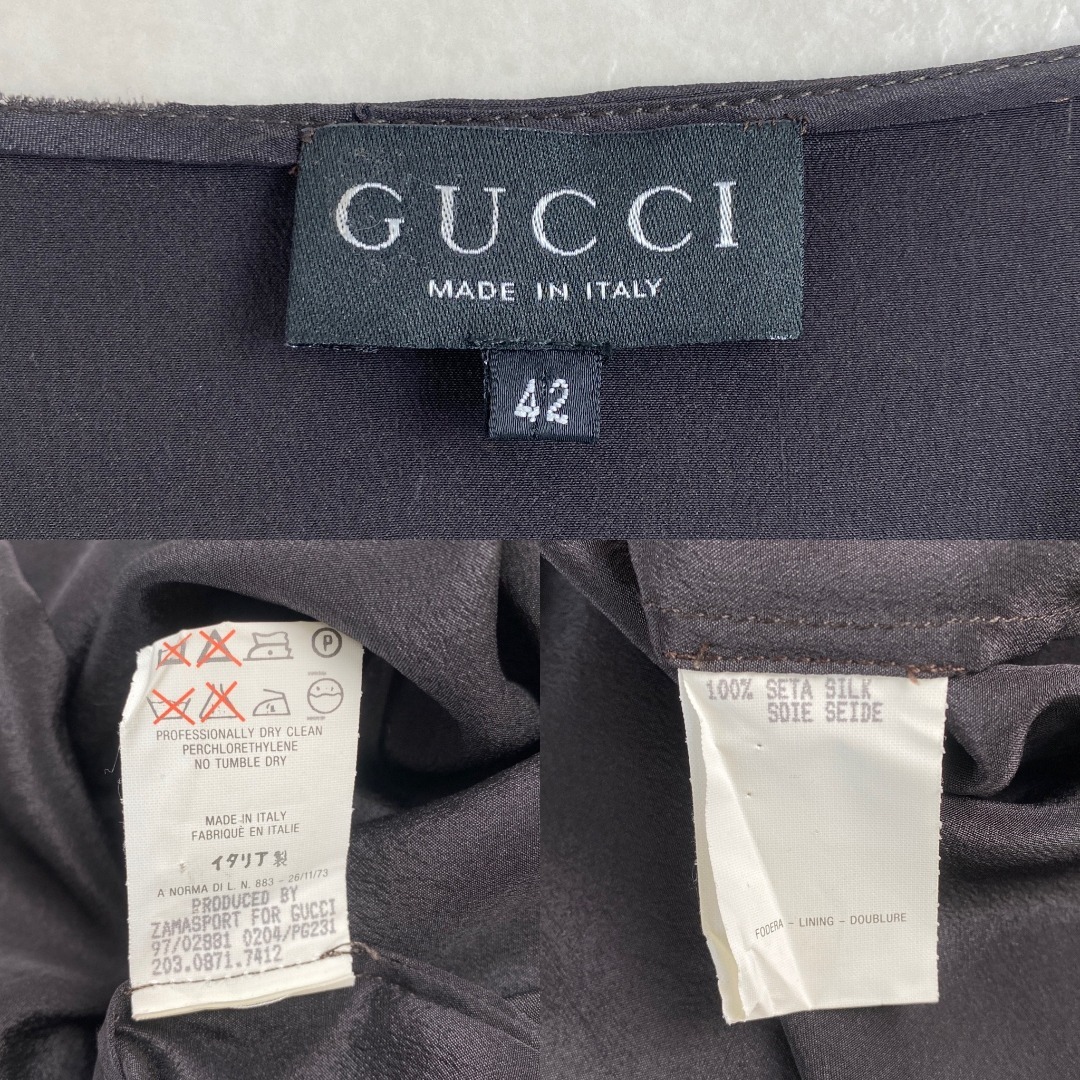 GUCCI
MADE IN ITALY
42
P
PROFESSIONALLY DRY CLEAN
PERCHLORETHYLENE
NO TUMBLE DRY
MADE IN ITALY
FABRIQUÉ EN ITALIE
イタリア製
A NORMA DI L. N. 883 - 26/11/73
PRODUCED BY
ZAMASPORT FOR GUCCI
97/02881 0204/PG231
203.0871.7412
100% SETA SILK
SOIE SEIDE
FODERA - LINING - DOUBLURE